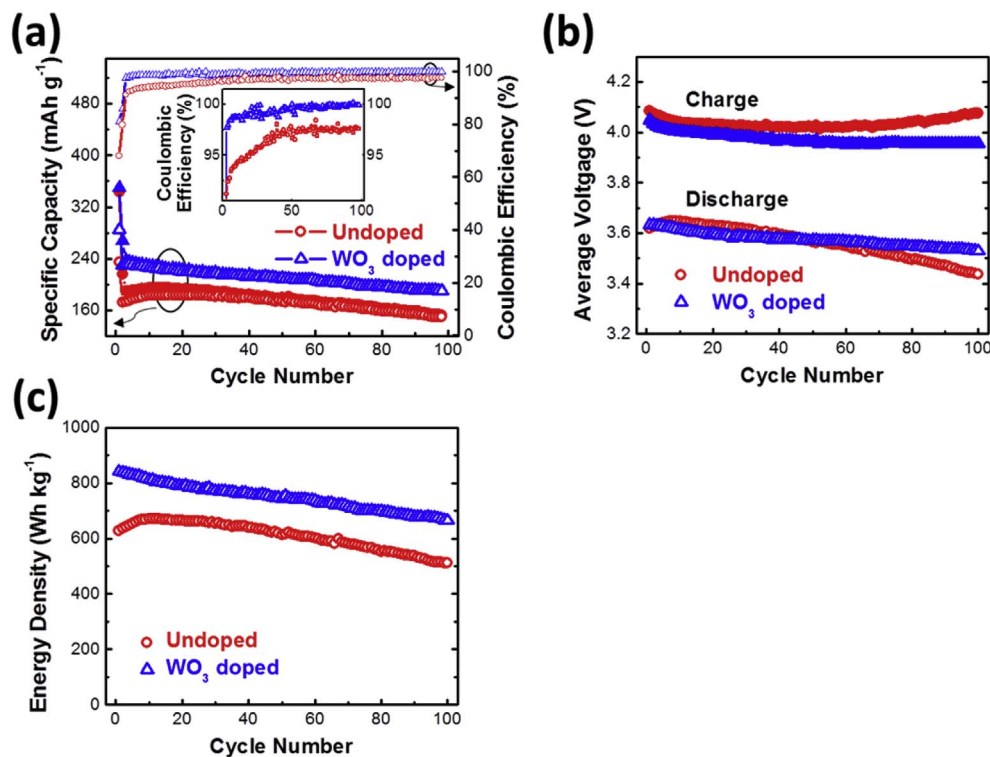 (a)
Specific Capacity (mAh g-1)
480
400
320
240
160
0 20 40 60 80 100
Cycle Number
100
80
60
40
20
0
Coulombic Efficiency (%)
Coulombic
Efficiency (%)
100
95
100
95
0 50 100
Undoped
WO3 doped
(b)
Average Voltgage (V)
4.2
4.0
3.8
3.6
3.4
3.2
Charge
Discharge
Undoped
WO3 doped
0 20 40 60 80 100
Cycle Number
(c)
Energy Density (Wh kg-1)
1000
800
600
400
200
0
Undoped
WO3 doped
0 20 40 60 80 100
Cycle Number